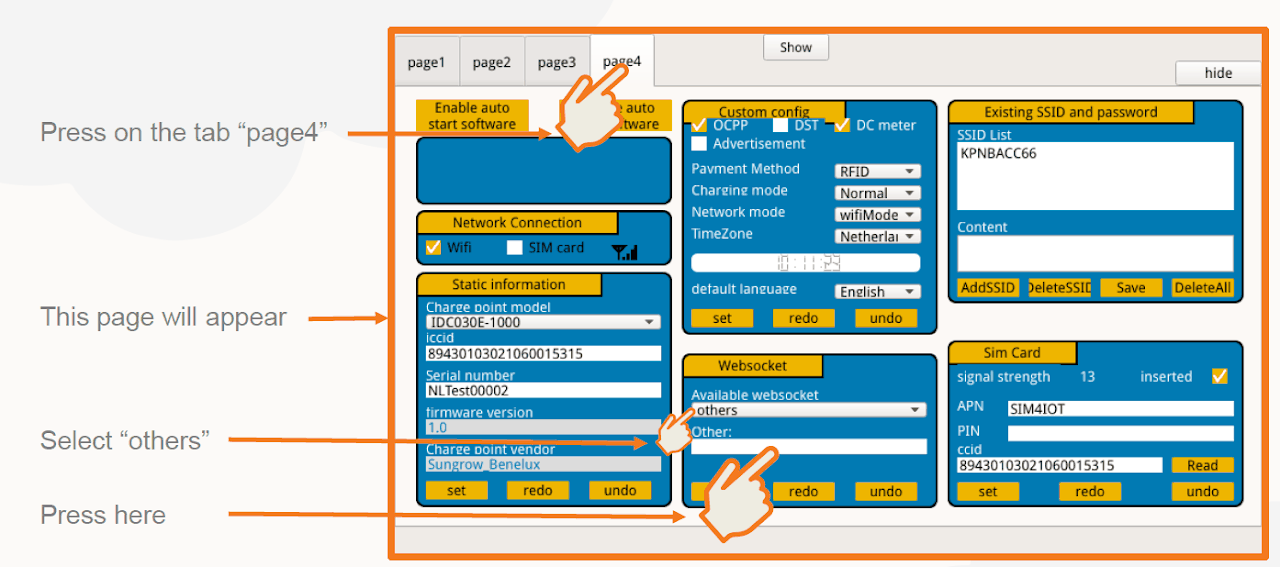 Press on the tab “page4”
This page will appear
Select “others”
Press here
page1
page2
page3
page4
Show
hide
Enable auto
start software
auto
tware
Network Connection
Wifi
SIM card
Static information
Charge point model
IDC030E-1000
iccid
89430103021060015315
Serial number
NLTest00002
firmware version
1.0
Charge point vendor
Sungrow_Benelux
set redo undo
Custom config
OCPP DST DC meter
Advertisement
Payment Method RFID
Charging mode Normal
Network mode wifiMode
TimeZone Netherlai
10:11:23
default language English
set redo undo
Websocket
Available websocket
others
Other:
redo undo
Existing SSID and password
SSID List
KPNBACC66
Content
AddSSID DeleteSSID Save DeleteAll
Sim Card
signal strength 13 inserted
APN SIM4IOT
PIN
ccid
89430103021060015315 Read
set redo undo